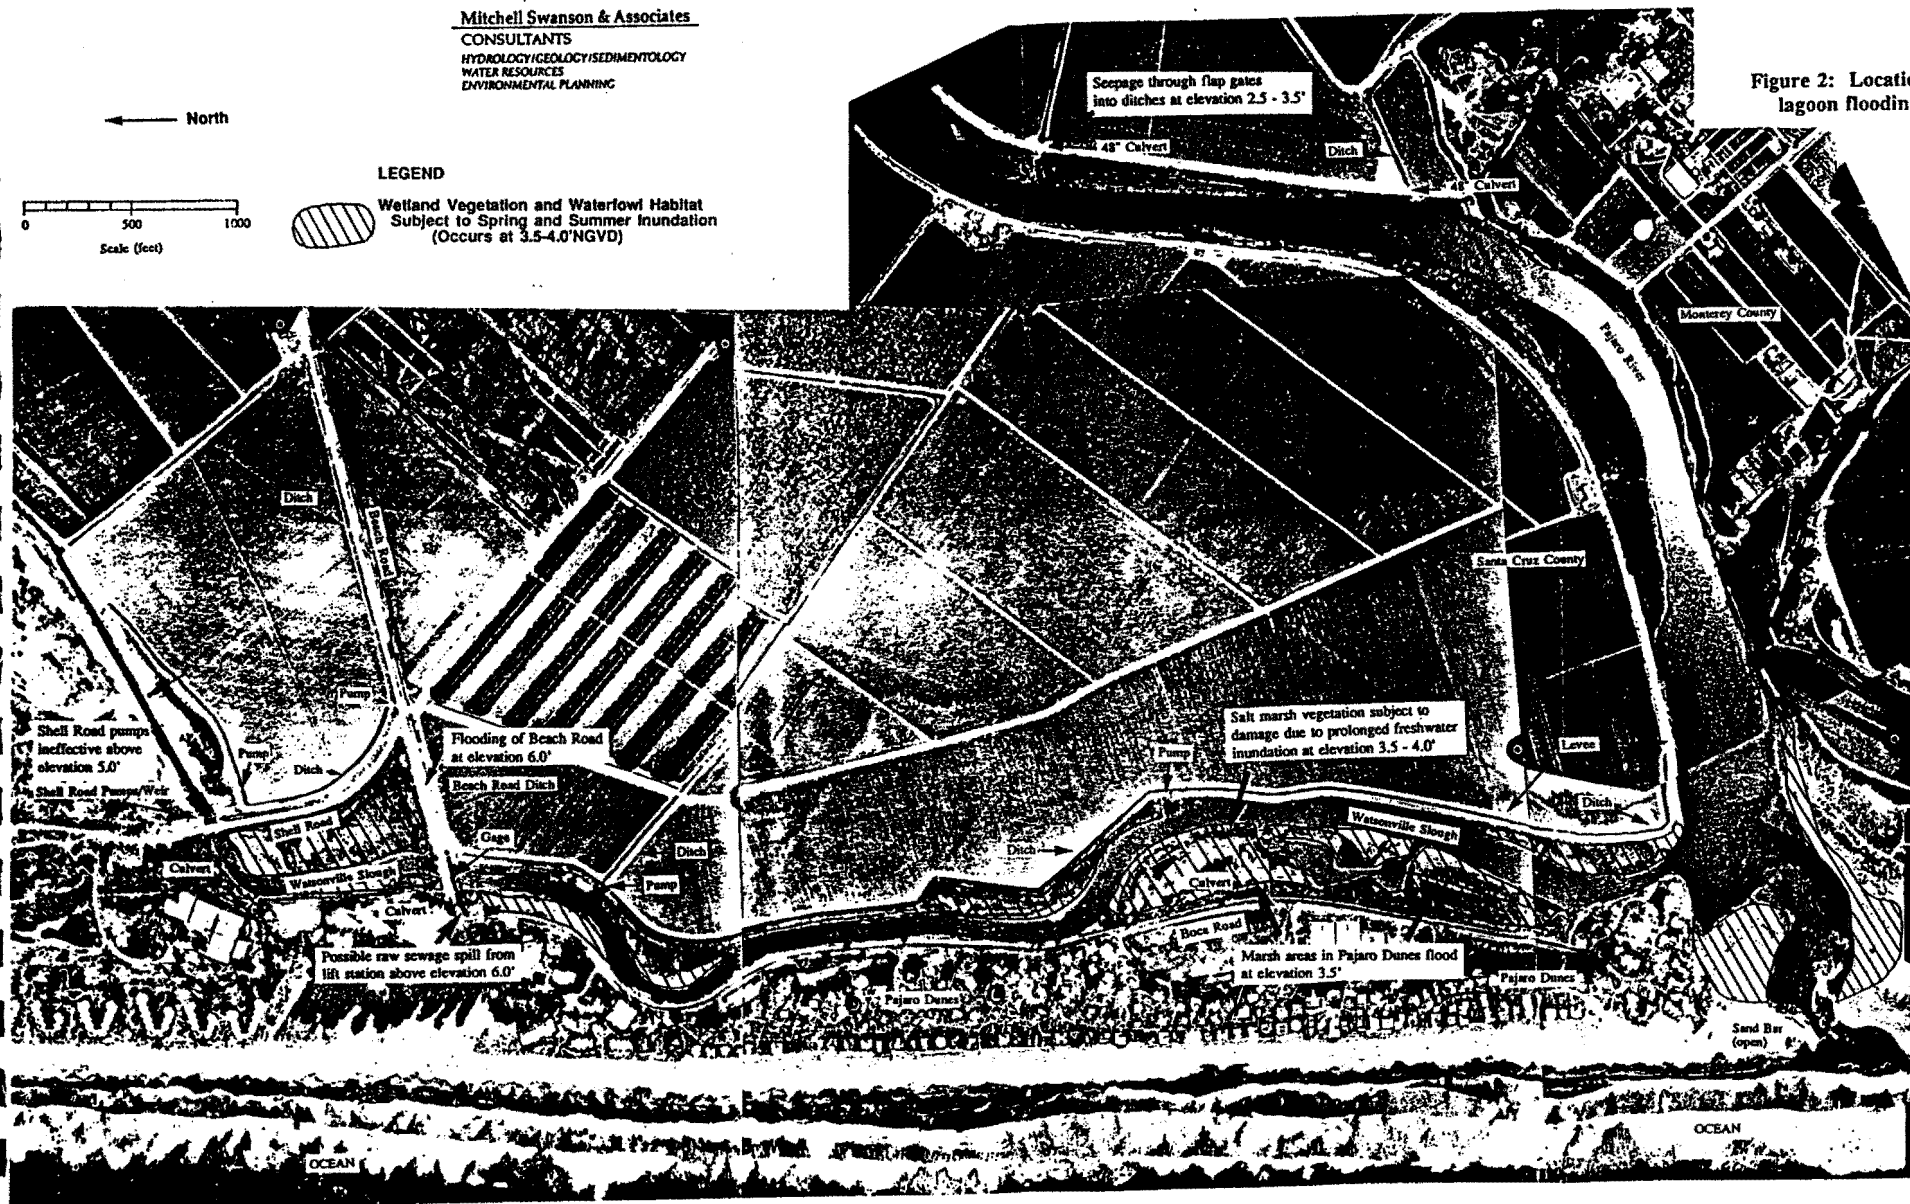 Mitchell Swanson & Associates
CONSULTANTS
HYDROLOGY/GEOLOGY/SEDIMENTOLOGY
WATER RESOURCES
ENVIRONMENTAL PLANNING
North
Figure 2: Locatio
lagoon floodin
LEGEND
Wetland Vegetation and Waterfowl Habitat
Subject to Spring and Summer Inundation
(Occurs at 3.5-4.0'NGVD)
0 500 1000
Scale (feet)
Seepage through flap gates
into ditches at elevation 2.5 - 3.5'
48" Culvert
Ditch
48" Culvert
Monterey County
Pajaro River
Ditch
Beach Road
Santa Cruz County
Pump
Shell Road pumps
ineffective above
elevation 5.0'
Pump
Ditch
Shell Road Pumps/Weir
Flooding of Beach Road
at elevation 6.0'
Beach Road Ditch
Salt marsh vegetation subject to
damage due to prolonged freshwater
inundation at elevation 3.5 - 4.0'
Pump
Levee
Ditch
Shell Road
Gage
Ditch
Ditch
Watsonville Slough
Culvert
Watsonville Slough
Pump
Culvert
Culvert
Boca Road
Possible raw sewage spill from
lift station above elevation 6.0'
Marsh areas in Pajaro Dunes flood
at elevation 3.5'
Pajaro Dunes
Pajaro Dunes
Sand Bar
(open)
OCEAN
OCEAN